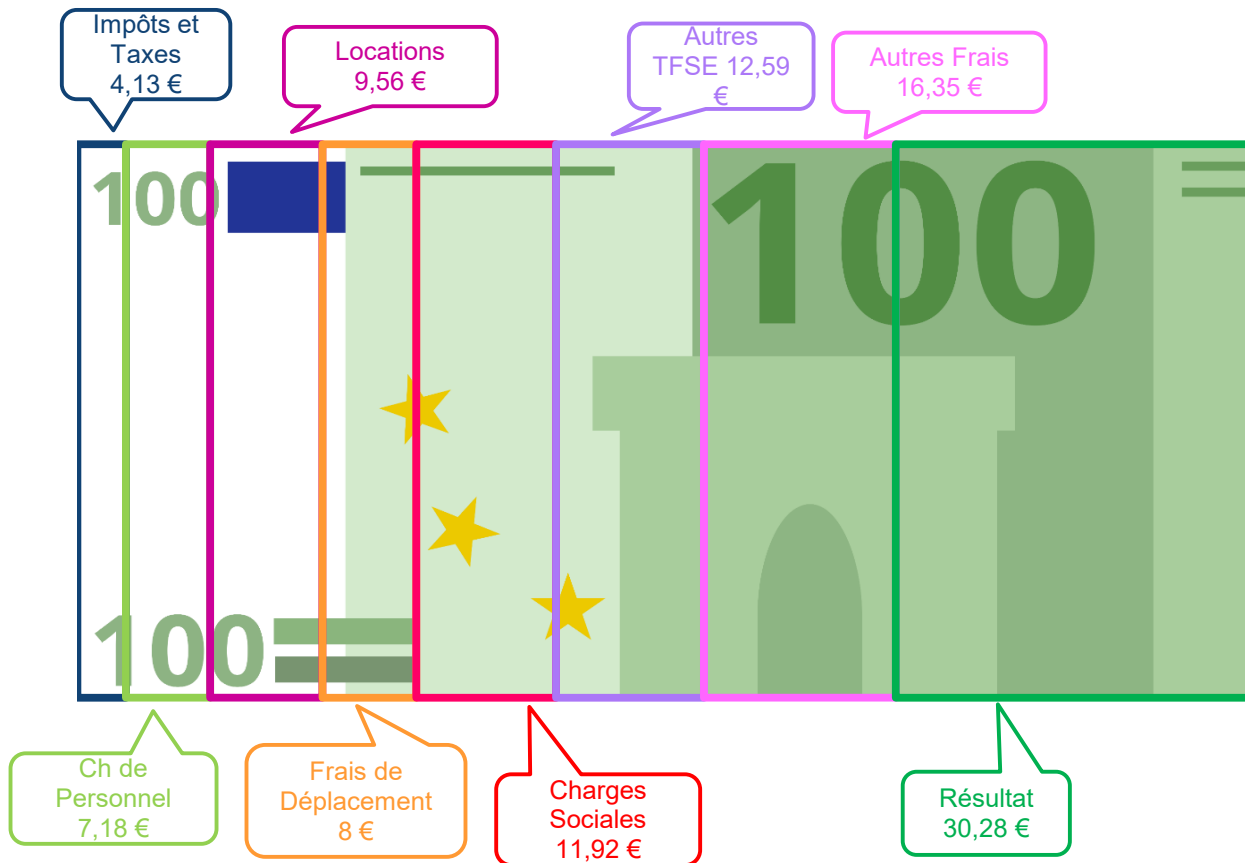 Impôts et
Taxes
4,13 €
Locations
9,56 €
Autres
TFSE 12,59
€
Autres Frais
16,35 €
100
100
100
Ch de
Personnel
7,18 €
Frais de
Déplacement
8 €
Charges
Sociales
11,92 €
Résultat
30,28 €